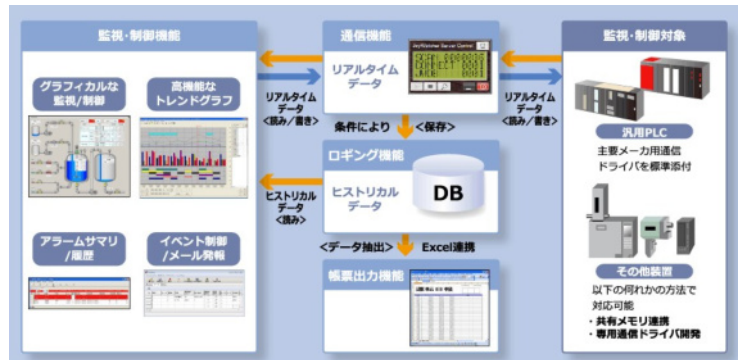 監視・制御機能
グラフィカルな
監視/制御
高機能な
トレンドグラフ
アラームサマリ
/履歴
イベント制御
/メール発報
リアルタイム
データ
<読み/書き>
ヒストリカル
データ
<読み>
通信機能
リアルタイム
データ
条件により
<保存>
ロギング機能
ヒストリカル
データ
DB
<データ抽出>
Excel連携
帳票出力機能
リアルタイム
データ
<読み/書き>
監視・制御対象
汎用PLC
主要メーカ用通信
ドライバを標準添付
その他装置
以下の何れかの方法で
対応可能
・共有メモリ連携
・専用通信ドライバ開発